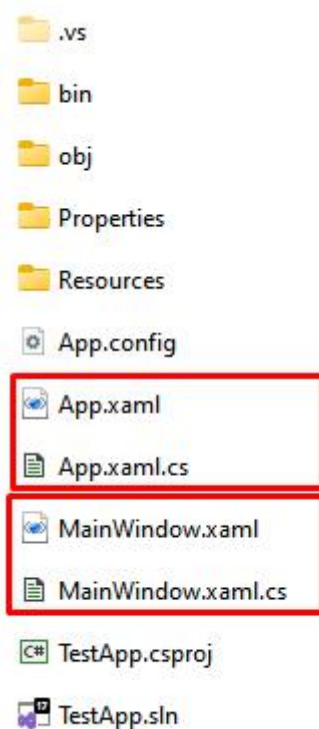 .vs
bin
obj
Properties
Resources
App.config
App.xaml
App.xaml.cs
MainWindow.xaml
MainWindow.xaml.cs
C#
TestApp.csproj
17
TestApp.sln